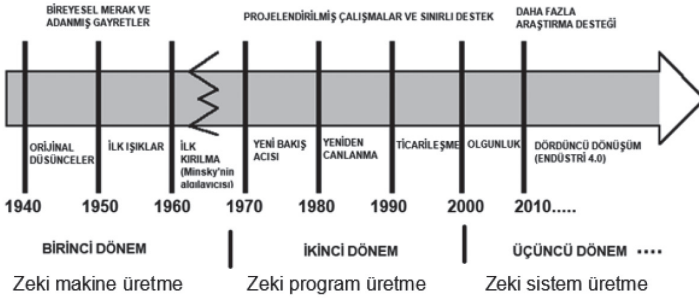 BİREYSEL MERAK VE
ADANMIŞ GAYRETLER
PROJELENDİRİLMİŞ ÇALIŞMALAR VE SINIRLI DESTEK
DAHA FAZLA
ARAŞTIRMA DESTEĞİ
ORİJİNAL
DÜSÜNCELER
İLK IŞIKLAR
İLK
KIRILMA
(Minsky'nin
algılayıcısı)
YENİ BAKIŞ
ACISI
YENİDEN
CANLANMA
TİCARİLEŞME
OLGUNLUK
DÖRDÜNCÜ DÖNÜŞÜM
(ENDÜSTRİ 4.0)
1940 1950 1960 1970 1980 1990 2000 2010.....
BİRİNCİ DÖNEM
İKİNCİ DÖNEM
ÜÇÜNCÜ DÖNEM ....
Zeki makine üretme
Zeki program üretme
Zeki sistem üretme